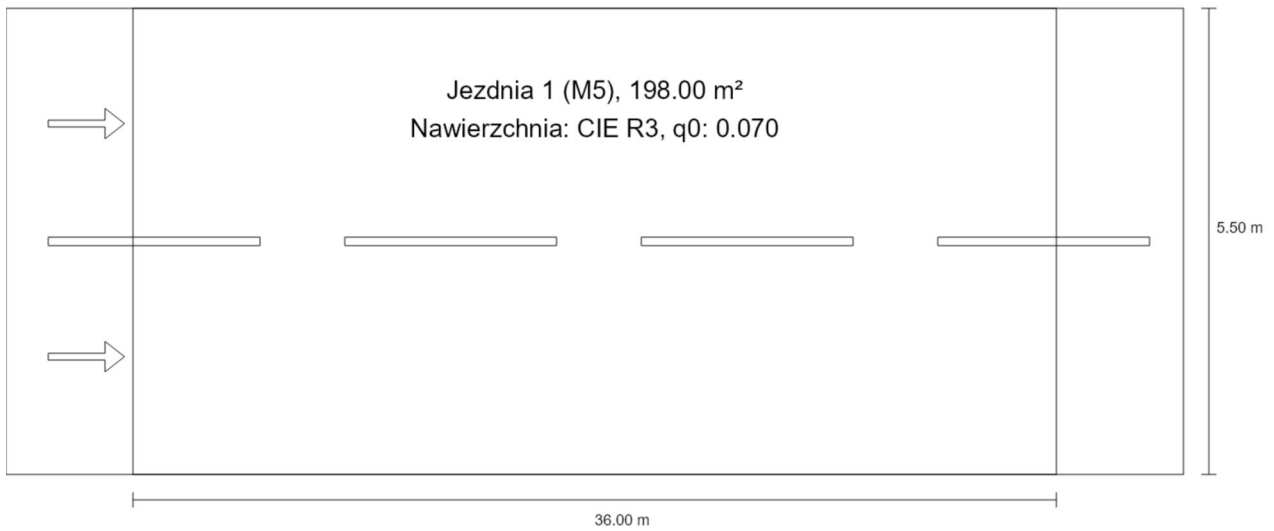 Jezdnia 1 (M5), 198.00 m²
Nawierzchnia: CIE R3, q0: 0.070
5.50 m
36.00 m